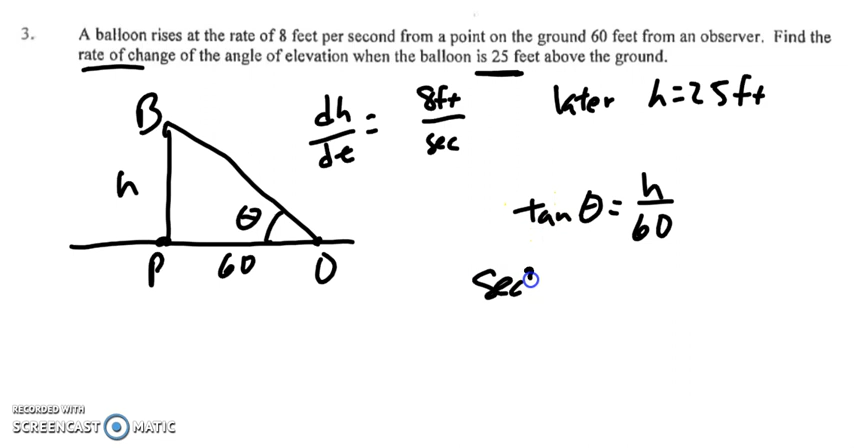 3. A balloon rises at the rate of 8 feet per second from a point on the ground 60 feet from an observer. Find the
rate of change of the angle of elevation when the balloon is 25 feet above the ground.
B
dh/dt = 8ft/sec
later h=25ft
h
θ
tan θ = h/60
P 60 O
sec²
RECORDED WITH
SCREENCAST O MATIC